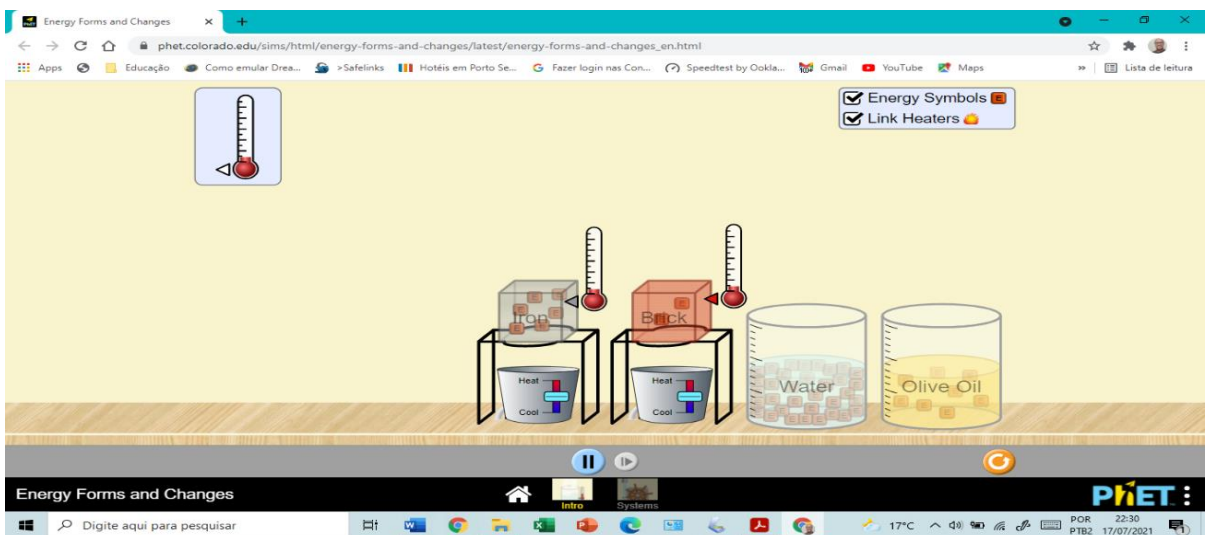 Energy Forms and Changes
phet.colorado.edu/sims/html/energy-forms-and-changes/latest/energy-forms-and-changes_en.html
Apps Educação Como emular Drea... >Safelinks Hotéis em Porto Se... Fazer login nas Con... Speedtest by Ookla... Gmail YouTube Maps » Lista de leitura
Energy Symbols E
Link Heaters
Iron
Brick
Heat
Cool
Heat
Cool
Water
Olive Oil
Energy Forms and Changes
Intro
Systems
PhET
Digite aqui para pesquisar
17°C
POR
PTB2
22:30
17/07/2021